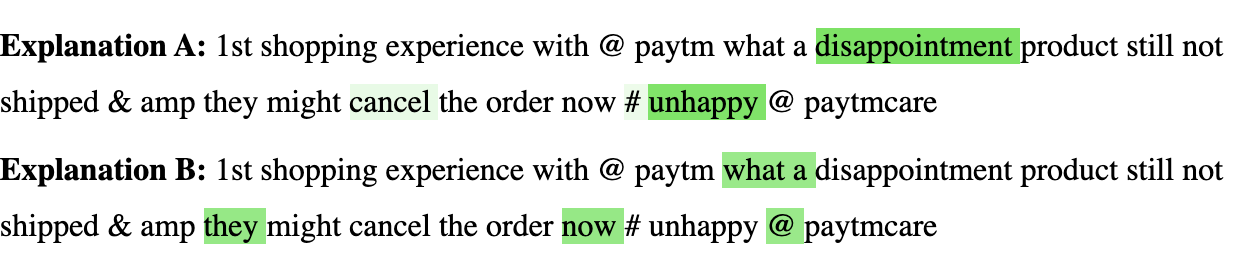 Explanation A: 1st shopping experience with @ paytm what a disappointment product still not
shipped & amp they might cancel the order now # unhappy @ paytmcare
Explanation B: 1st shopping experience with @ paytm what a disappointment product still not
shipped & amp they might cancel the order now # unhappy @ paytmcare